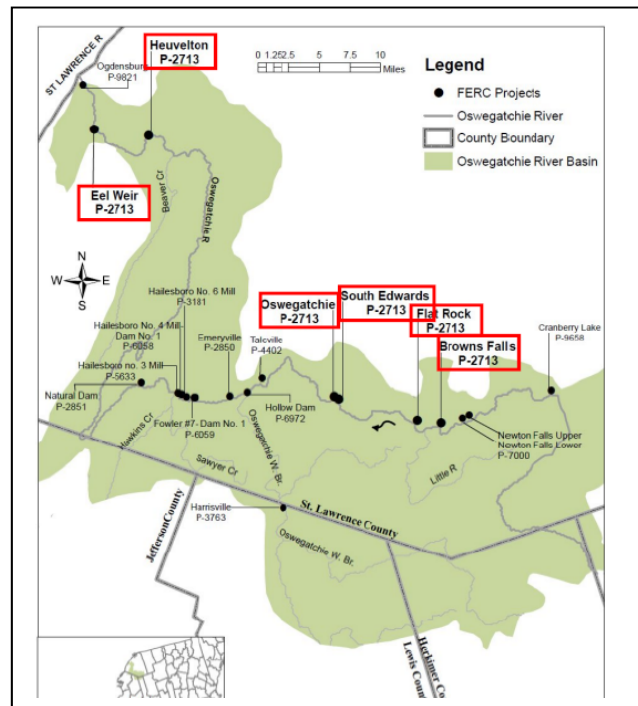 Heuvelton
P-2713
ST LAWRENCE R
Ogdensburg
P-9821
0 1.25 2.5 5 10
Miles
Legend
FERC Projects
Oswegatchie River
County Boundary
Oswegatchie River Basin
Eel Weir
P-2713
Beaver Cr
Oswegatchie R
N
W E
S
Hailesboro No. 6 Mill
P-3181
Hailesboro No. 4 Mill
Dam No. 1
P-6058
Hailesboro no. 3 Mill
P-5633
Natural Dam
P-2851
Emeryville
P-2850
Talcville
P-4402
Oswegatchie
P-2713
South Edwards
P-2713
Flat Rock
P-2713
Browns Falls
P-2713
Cranberry Lake
P-9658
Hollow Dam
P-6972
Fowler #7-Dam No. 1
P-6059
Newton Falls Upper
Newton Falls Lower
P-7000
Hawkins Cr
Sawyer Cr
Oswegatchie W. Br.
Little R
Harrisville
P-3763
St. Lawrence County
Jefferson County
Oswegatchie W. Br.
Lewis Coun
Herkimer Co